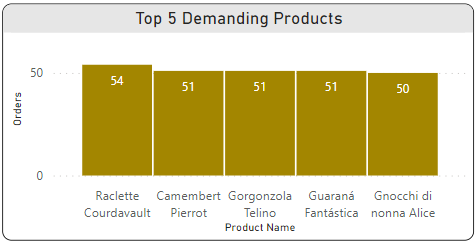 Top 5 Demanding Products
Orders
50
0
54
51
51
51
50
Raclette Courdavault
Camembert Pierrot
Gorgonzola Telino
Guaraná Fantástica
Gnocchi di nonna Alice
Product Name